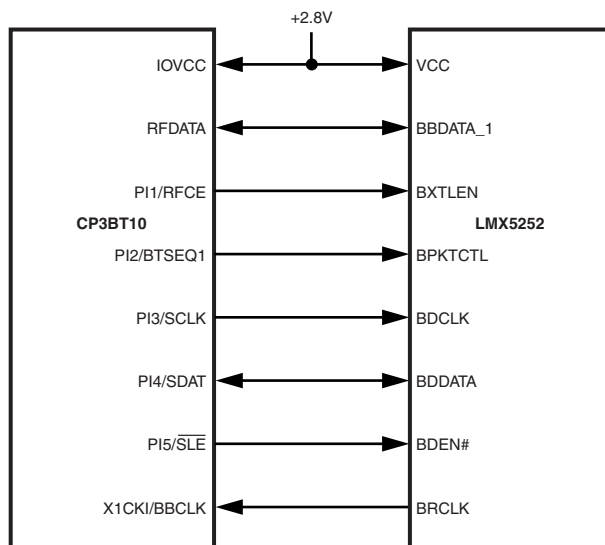 +2.8V
IOVCC VCC
RFDATA BBDATA_1
PI1/RFCE BXTLEN
CP3BT10 LMX5252
PI2/BTSEQ1 BPKTCTL
PI3/SCLK BDCLK
PI4/SDAT BDDATA
PI5/SLE BDEN#
X1CKI/BBCLK BRCLK